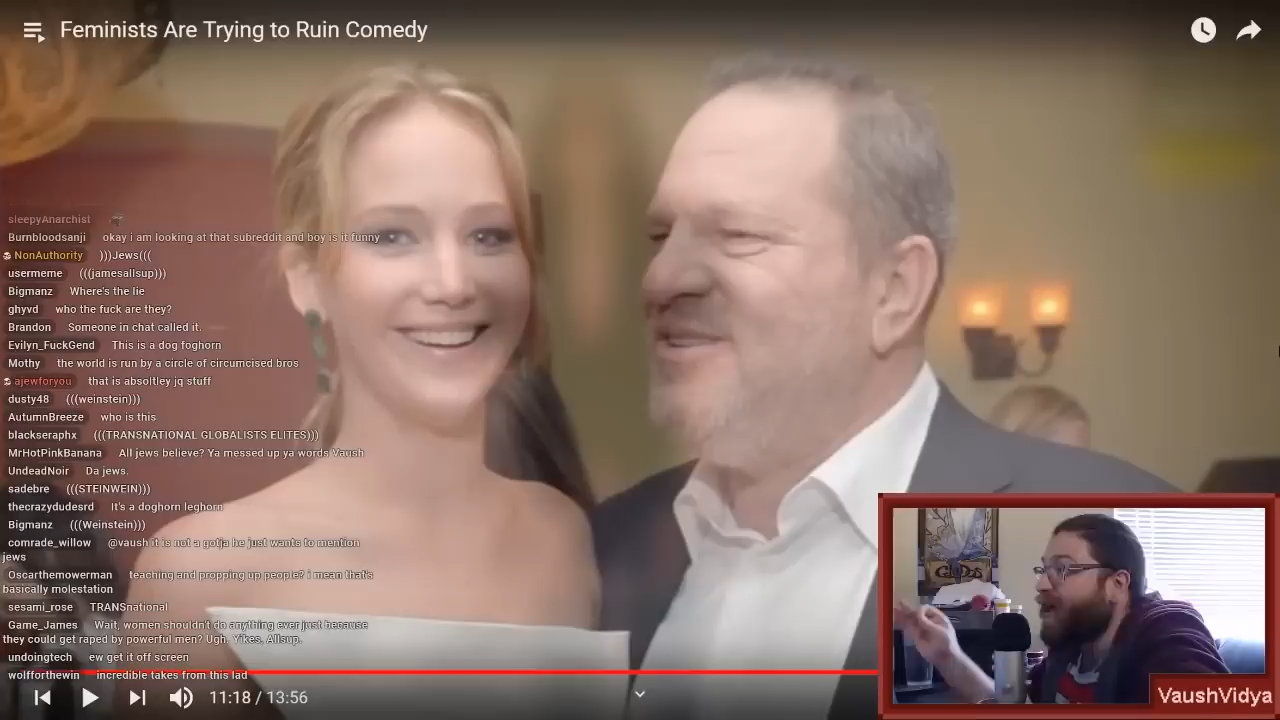 Feminists Are Trying to Ruin Comedy
sleepyAnarchist
Burnbloodsanji okay i am looking at that subreddit and boy is it funny
NonAuthority )))Jews(((
usermeme (((jamesallsup)))
Bigmanz Where's the lie
ghyvd who the fuck are they?
Brandon Someone in chat called it.
Evilyn_FuckGend This is a dog foghorn
Mothy the world is run by a circle of circumcised bros
ajewforyou that is absoltley jq stuff
dusty48 (((weinstein)))
AutumnBreeze who is this
blackseraphx (((TRANSNATIONAL GLOBALISTS ELITES)))
MrHotPinkBanana All jews believe? Ya messed up ya words Vaush
UndeadNoir Da jews.
sadebre (((STEINWEIN)))
thecrazydudesrd It's a doghorn leghorn
Bigmanz (((Weinstein)))
comrade_willow @vaush it is not a gotja he just wants to mention
jews
Oscarthemowerman teaching and propping up people i mean that's
basically molestation
sesami_rose TRANSnational
Game_James Wait, women shouldn't do anything ever just because
they could get raped by powerful men? Ugh. Yikes, Allsup.
undoingtech ew get it off screen
wolfforthewin incredible takes from this lad
11:18 / 13:56
VaushVidya